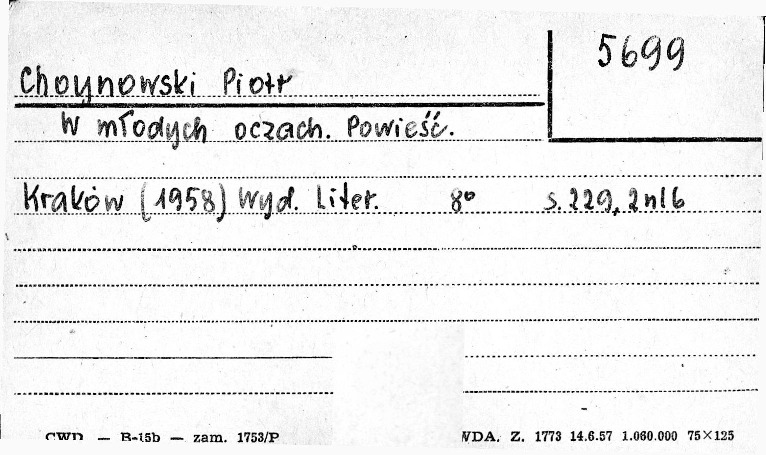 5699
Choynowski Piotr
W młodych oczach. Powieść.
Kraków (1958) Wyd. Liter. 8° s. 229, 2nlb
CWD — B-15b — zam. 1753/P WDA. Z. 1773 14.6.57 1.060.000 75×125